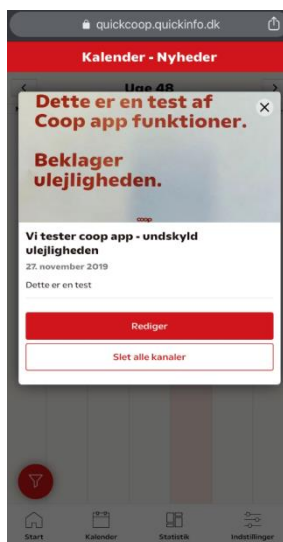 quickcoop.quickinfo.dk
Kalender - Nyheder
Uge 48
Dette er en test af
Coop app funktioner.
Beklager
ulejligheden.
coop
Vi tester coop app - undskyld
ulejligheden
27. november 2019
Dette er en test
Rediger
Slet alle kanaler
Start Kalender Statistik Indstillinger